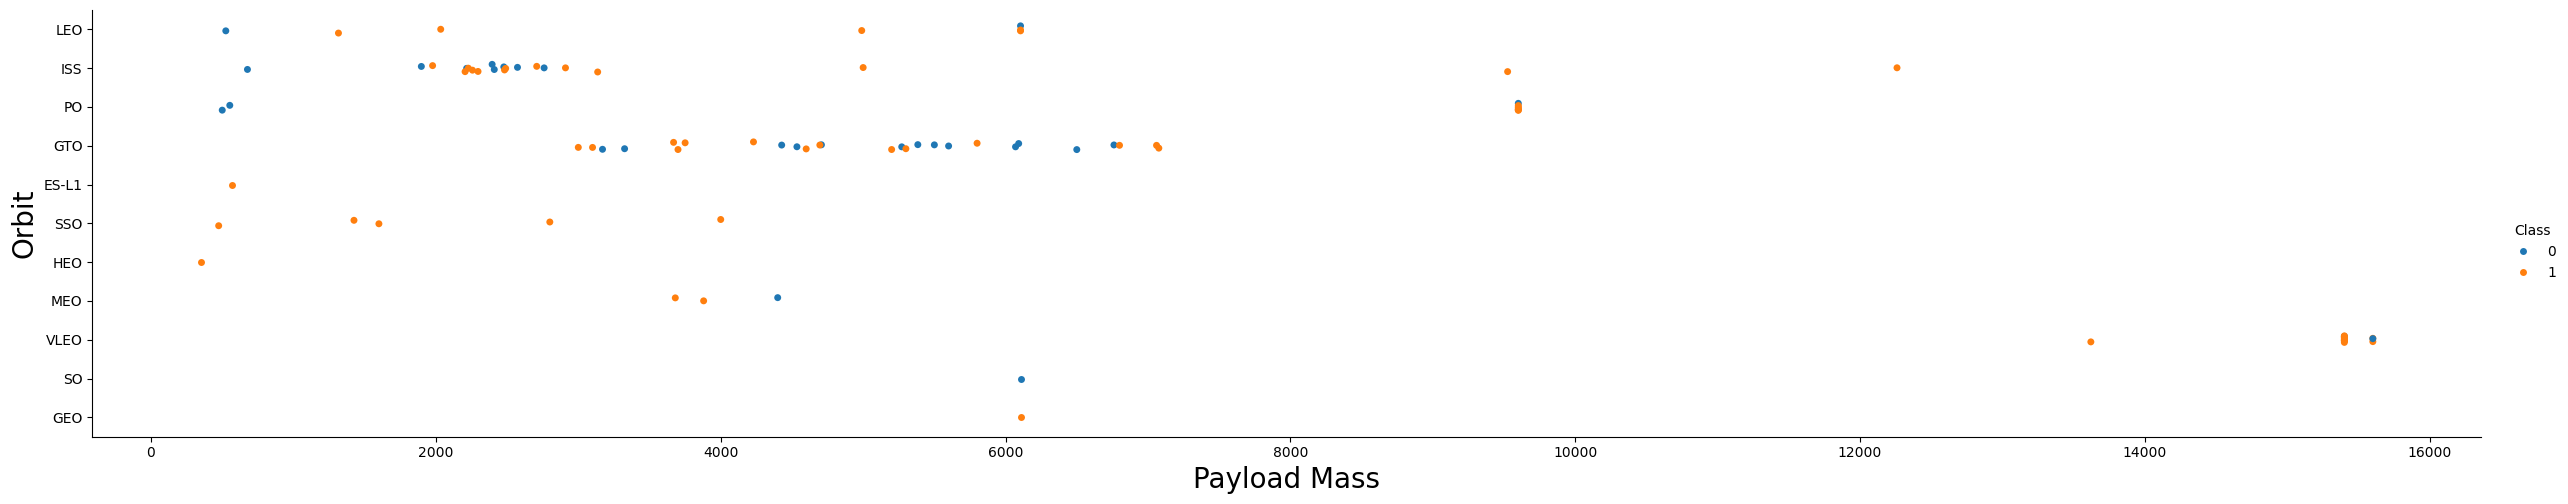 LEO
ISS
PO
GTO
ES-L1
SSO
HEO
MEO
VLEO
SO
GEO
Orbit
0 2000 4000 6000 8000 10000 12000 14000 16000
Payload Mass
Class
0
1